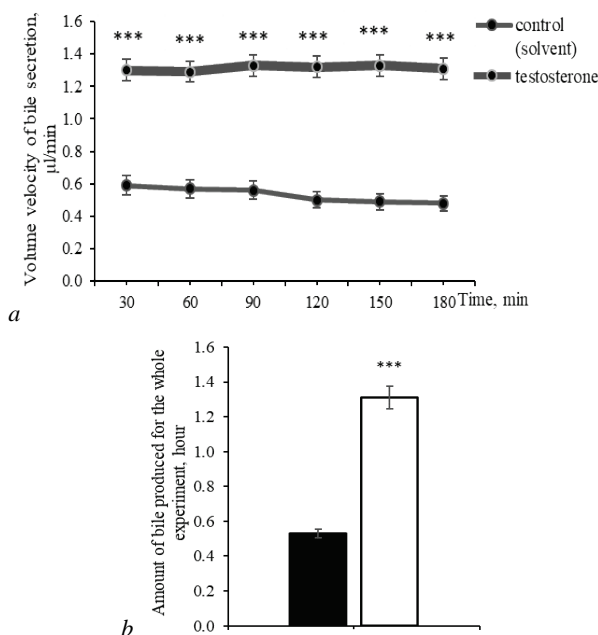 Volume velocity of bile secretion,
µl/min
1.6
1.4
1.2
1.0
0.8
0.6
0.4
0.2
0.0
*** *** *** *** *** ***
control
(solvent)
testosterone
30 60 90 120 150 180 Time, min
a
Amount of bile produced for the whole
experiment, hour
1.6
1.4
1.2
1.0
0.8
0.6
0.4
0.2
0.0
***
b